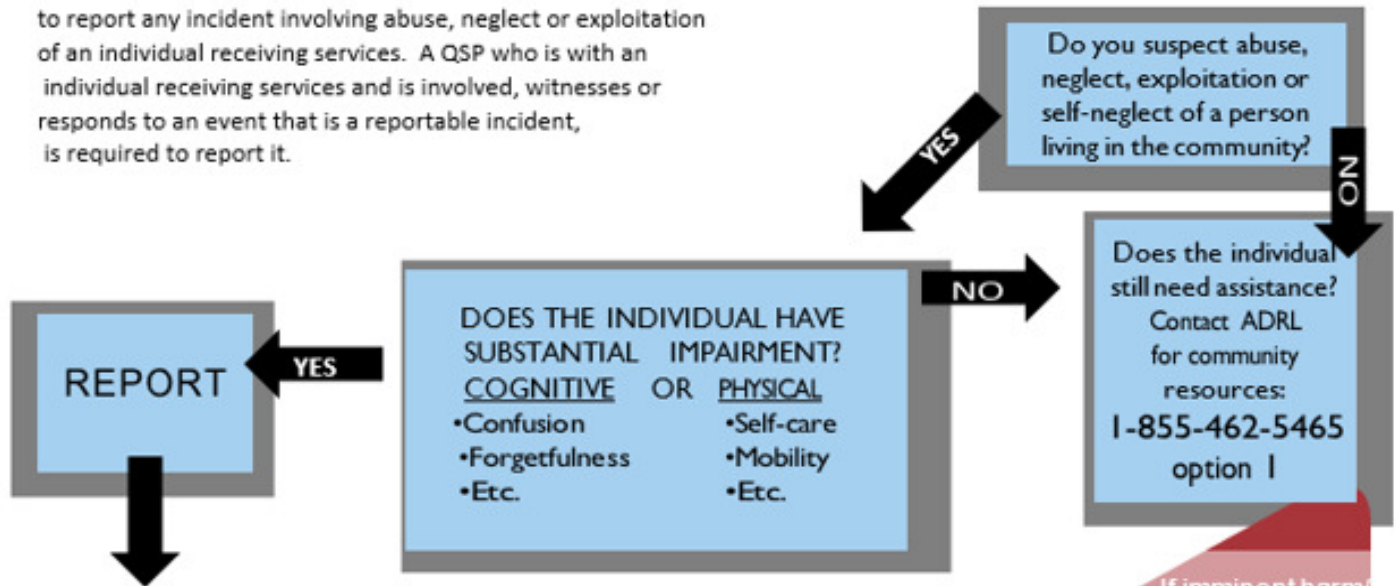 to report any incident involving abuse, neglect or exploitation
of an individual receiving services. A QSP who is with an
individual receiving services and is involved, witnesses or
responds to an event that is a reportable incident,
is required to report it.
Do you suspect abuse,
neglect, exploitation or
self-neglect of a person
living in the community?
YES
NO
Does the individual
still need assistance?
Contact ADRL
for community
resources:
1-855-462-5465
option 1
DOES THE INDIVIDUAL HAVE
SUBSTANTIAL IMPAIRMENT?
COGNITIVE OR PHYSICAL
•Confusion •Self-care
•Forgetfulness •Mobility
•Etc. •Etc.
NO
YES
REPORT
If imminent harm